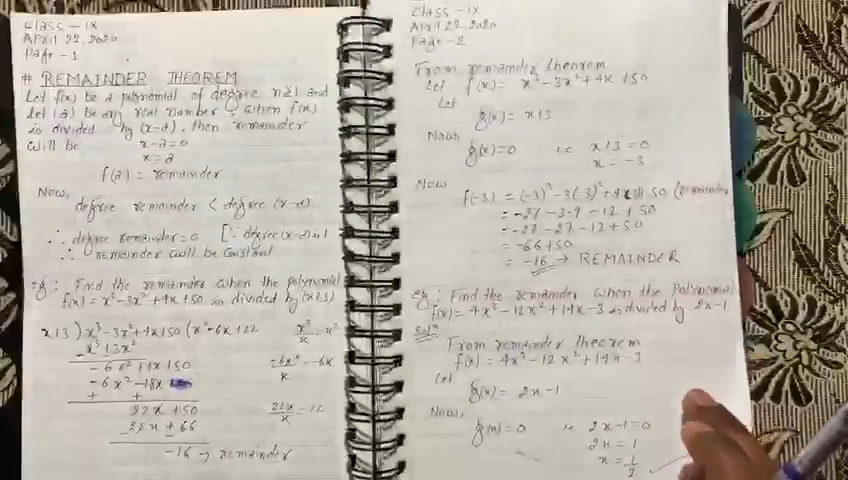 Class - IX
April 22, 2020
Page - 1
# REMAINDER THEOREM
Let f(x) be a polynomial of degree n≥1 and
let (a) be any real number, when f(x)
is divided by (x-a), then remainder
will be x-a=0
x=a
f(a) = remainder
Now,
degree remainder < degree (x-a)
∴ degree remainder = 0 [∵ degree (x-a) is 1
∴ remainder will be constant
eg: Find the remainder when the polynomial
f(x) = x³-3x²+4x+50 is divided by (x+3)
x+3) x³-3x²+4x+50 (x²-6x+22
x³/x = x²
x³+3x²
-6x²+4x+50
-6x²/x = -6x
-6x²-18x
+ +
22x+50
22x/x = 22
22x+66
-16 → remainder
Class - IX
April 22, 2020
Page - 2
From remainder theorem
Let f(x) = x³-3x²+4x+50
Let
g(x) = x+3
Now,
g(x)=0 ie x+3=0
x=-3
Now
f(-3) = (-3)³-3(-3)²+4(-3)+50 (remainder
= -27-3·9-12+50
= -27-27-12+50
= -66+50
= -16 → REMAINDER
eg: Find the remainder when the Polynomial
f(x) = 4x³-12x²+14x-3 is divided by 2x-1
Solⁿ
From remainder theorem
f(x) = 4x³-12x²+14x-3
Let
g(x) = 2x-1
Now,
g(x)=0 ie 2x-1=0
2x=1
x=1/2